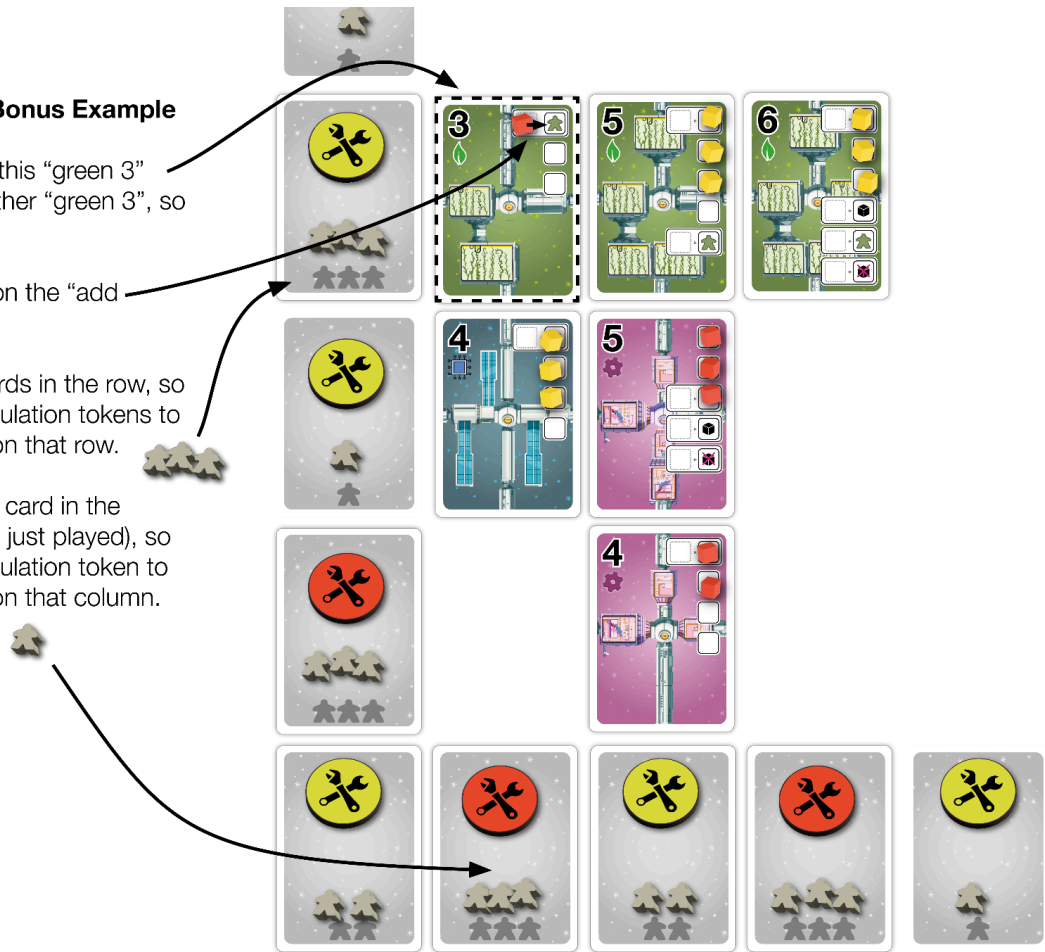 Bonus Example
this “green 3”
ther “green 3”, so
on the “add
rds in the row, so
ulation tokens to
on that row.
card in the
just played), so
ulation token to
on that column.
3
5
6
4
5
4